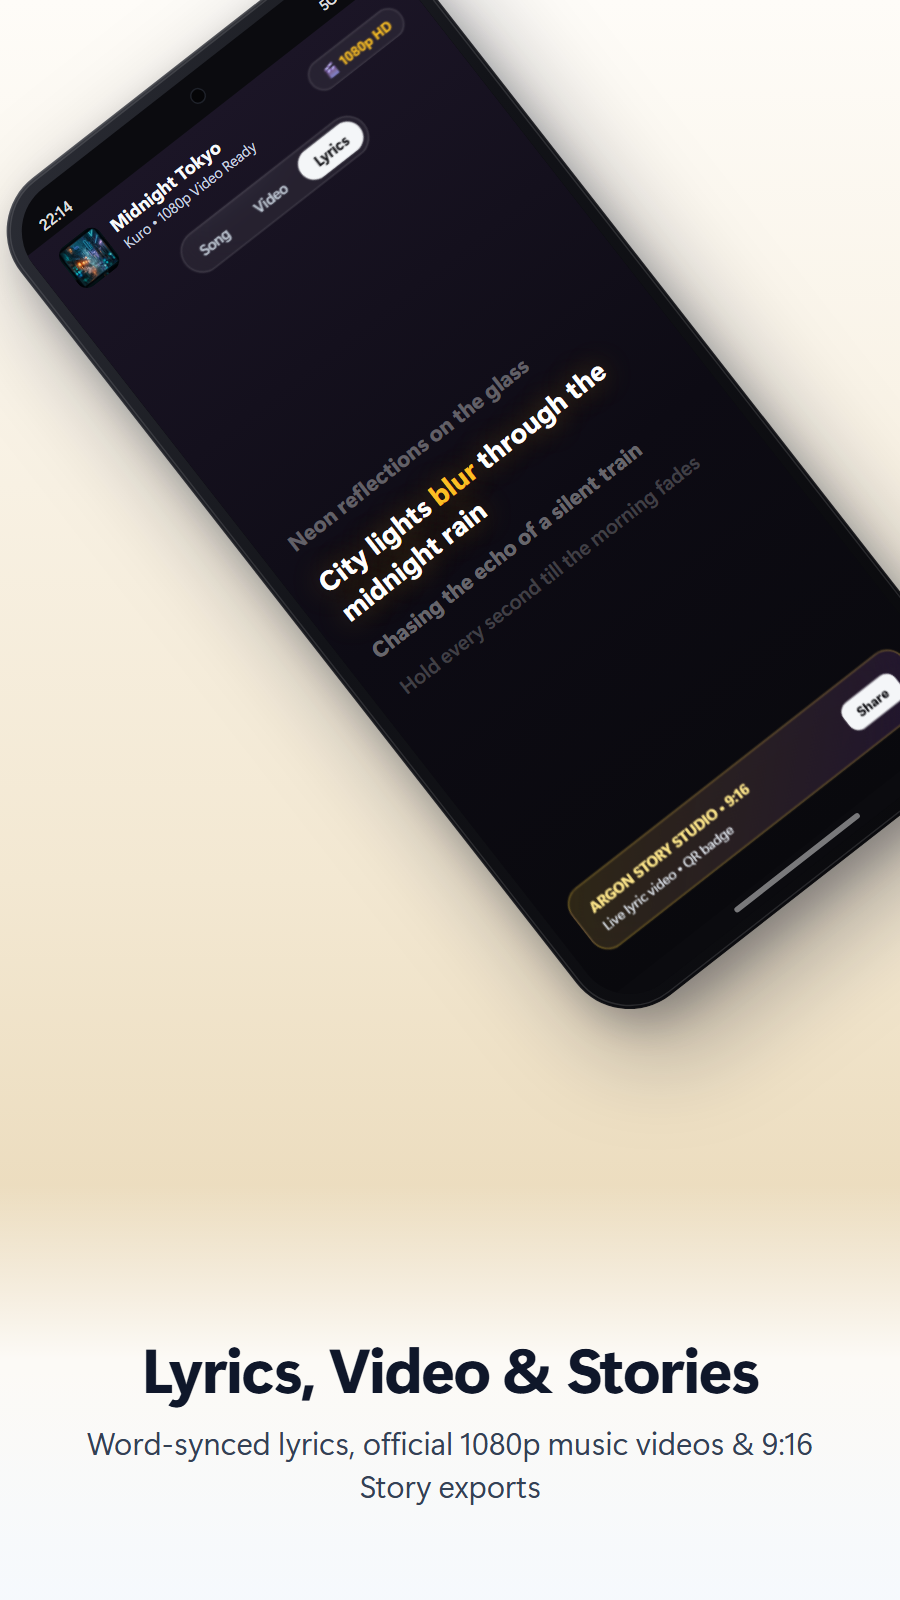 22:14
5G
Midnight Tokyo
Kuro • 1080p Video Ready
1080p HD
Song
Video
Lyrics
Neon reflections on the glass
City lights blur through the
midnight rain
Chasing the echo of a silent train
Hold every second till the morning fades
ARGON STORY STUDIO • 9:16
Live lyric video • QR badge
Share
Lyrics, Video & Stories
Word-synced lyrics, official 1080p music videos & 9:16
Story exports